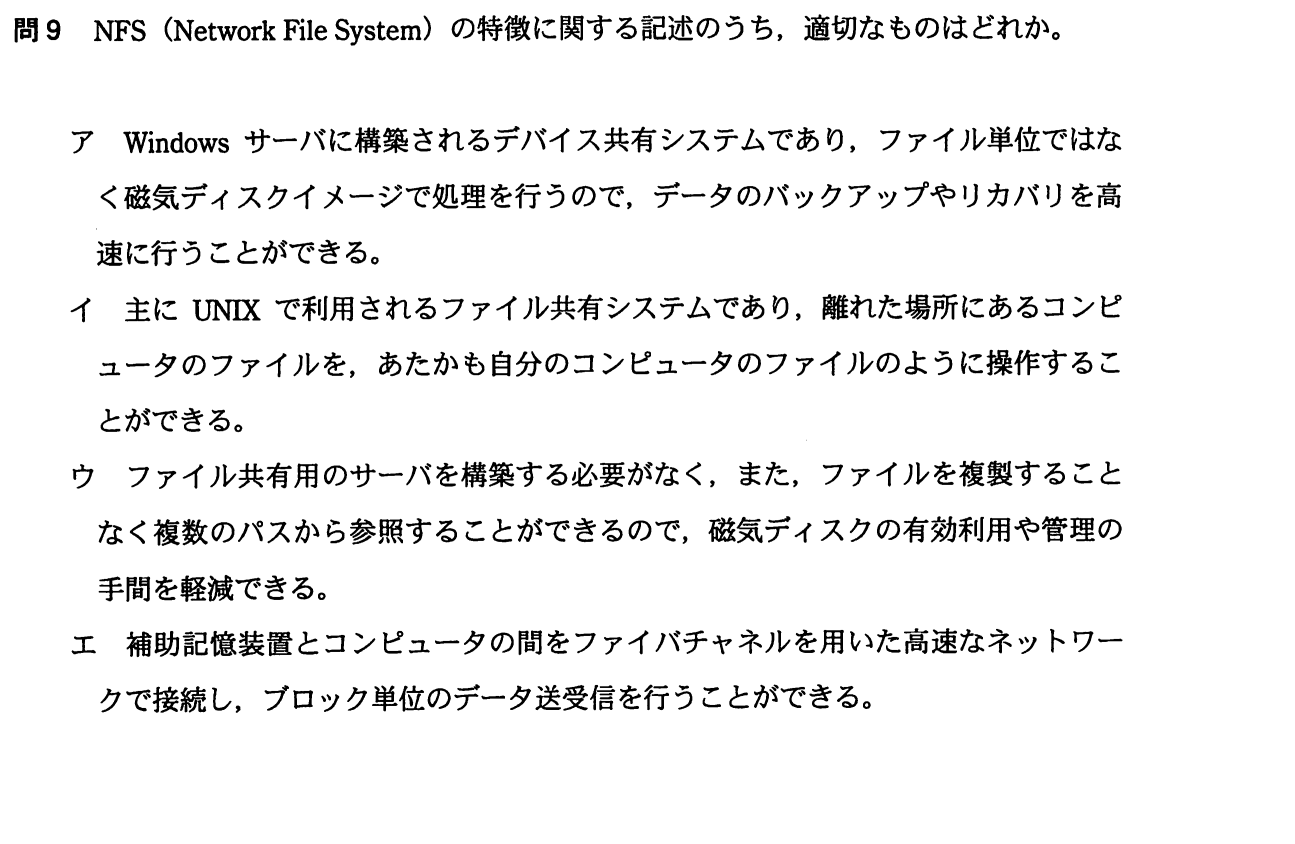 問9 NFS（Network File System）の特徴に関する記述のうち，適切なものはどれか。
ア Windows サーバに構築されるデバイス共有システムであり，ファイル単位ではな
く磁気ディスクイメージで処理を行うので，データのバックアップやリカバリを高
速に行うことができる。
イ 主に UNIX で利用されるファイル共有システムであり，離れた場所にあるコンピ
ュータのファイルを，あたかも自分のコンピュータのファイルのように操作するこ
とができる。
ウ ファイル共有用のサーバを構築する必要がなく，また，ファイルを複製すること
なく複数のパスから参照することができるので，磁気ディスクの有効利用や管理の
手間を軽減できる。
エ 補助記憶装置とコンピュータの間をファイバチャネルを用いた高速なネットワー
クで接続し，ブロック単位のデータ送受信を行うことができる。